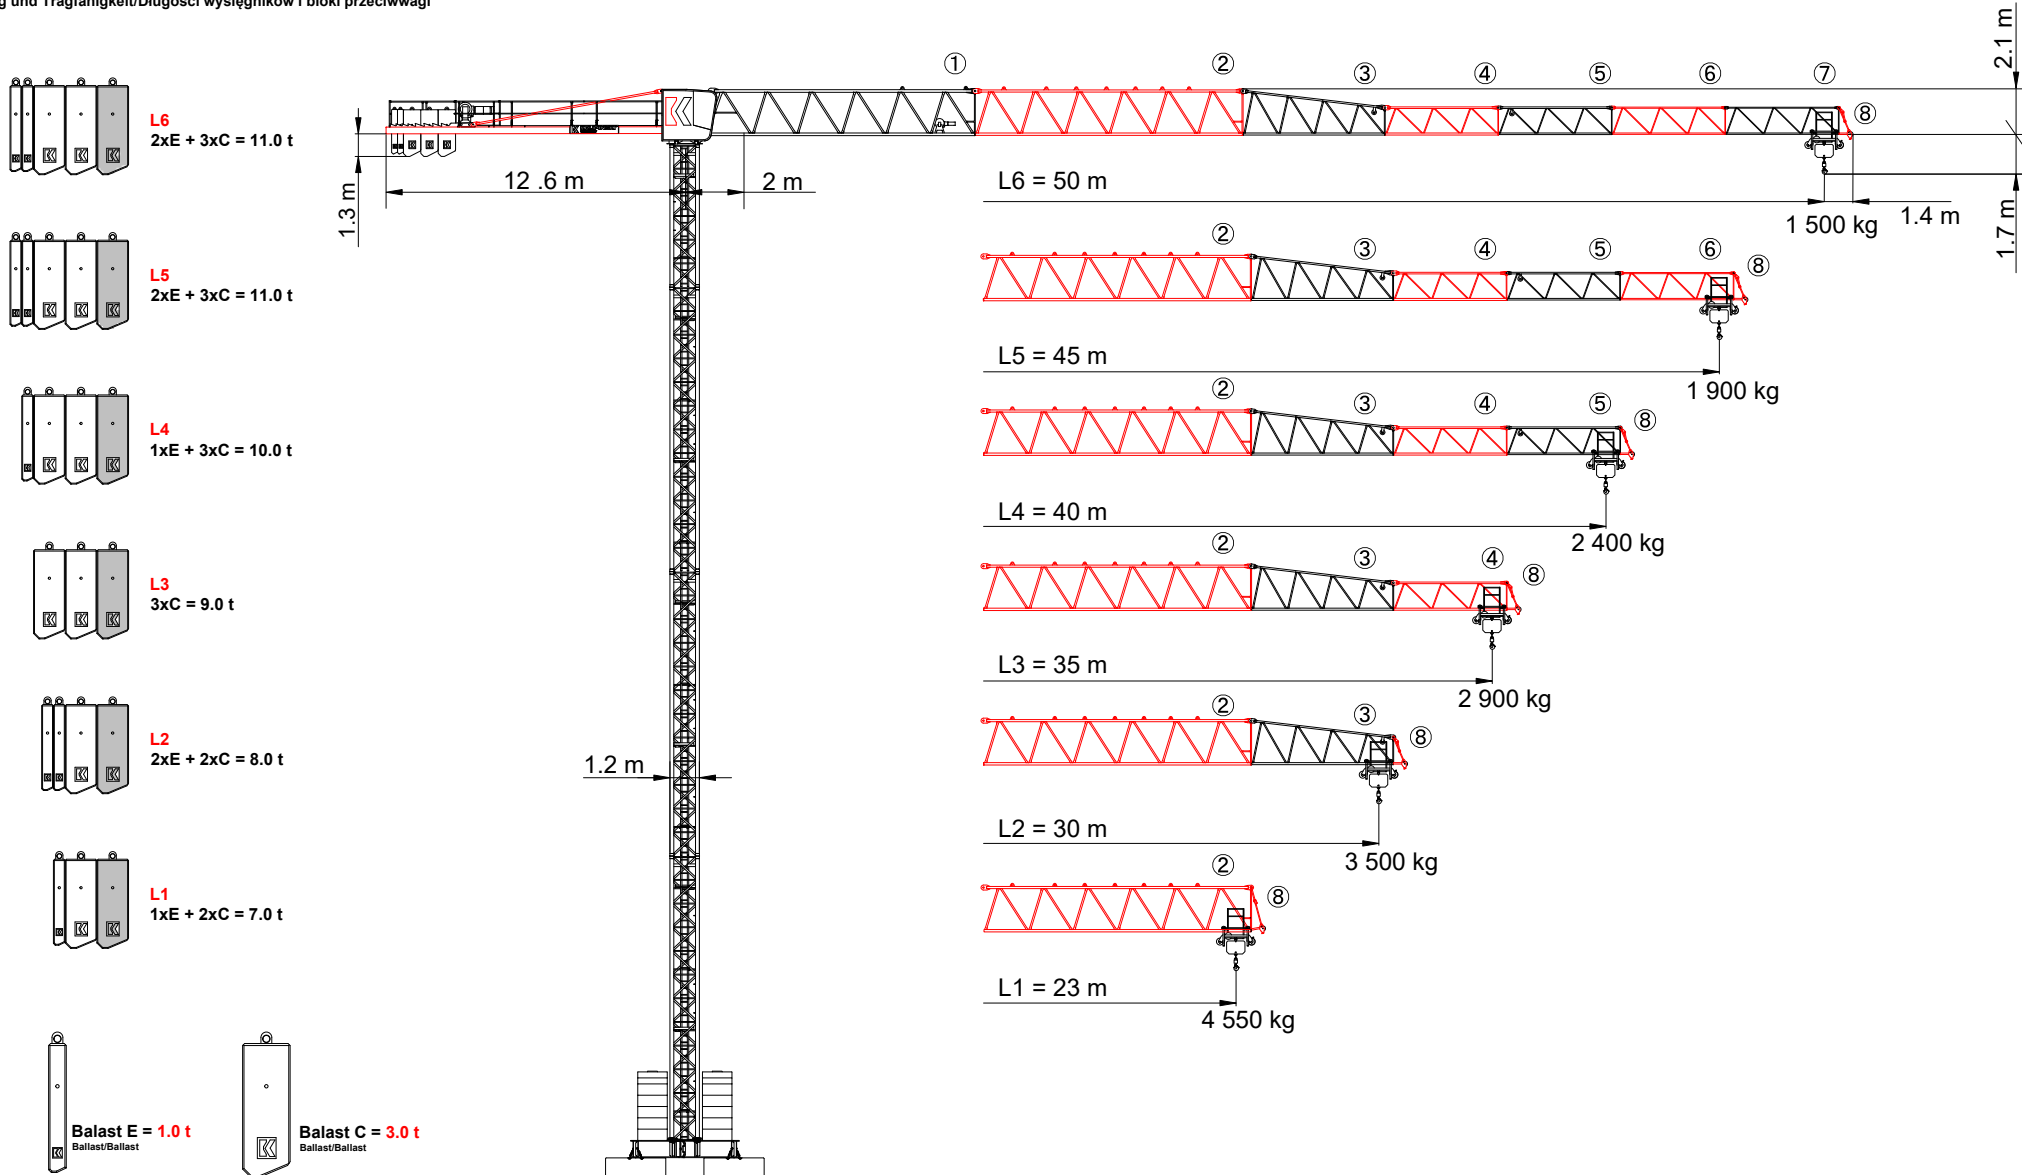 und Tragfähigkeit/Długości wysięgników i bloki przeciwwagi
L6
2xE + 3xC = 11.0 t
L5
2xE + 3xC = 11.0 t
L4
1xE + 3xC = 10.0 t
L3
3xC = 9.0 t
L2
2xE + 2xC = 8.0 t
L1
1xE + 2xC = 7.0 t
Balast E = 1.0 t
Ballast/Ballast
Balast C = 3.0 t
Ballast/Ballast
① ② ③ ④ ⑤ ⑥ ⑦ ⑧
2.1 m
12 .6 m
2 m
1.3 m
L6 = 50 m
1 500 kg
1.4 m
1.7 m
② ③ ④ ⑤ ⑥ ⑧
L5 = 45 m
1 900 kg
② ③ ④ ⑤ ⑧
L4 = 40 m
2 400 kg
② ③ ④ ⑧
L3 = 35 m
2 900 kg
② ③ ⑧
1.2 m
L2 = 30 m
3 500 kg
② ⑧
L1 = 23 m
4 550 kg